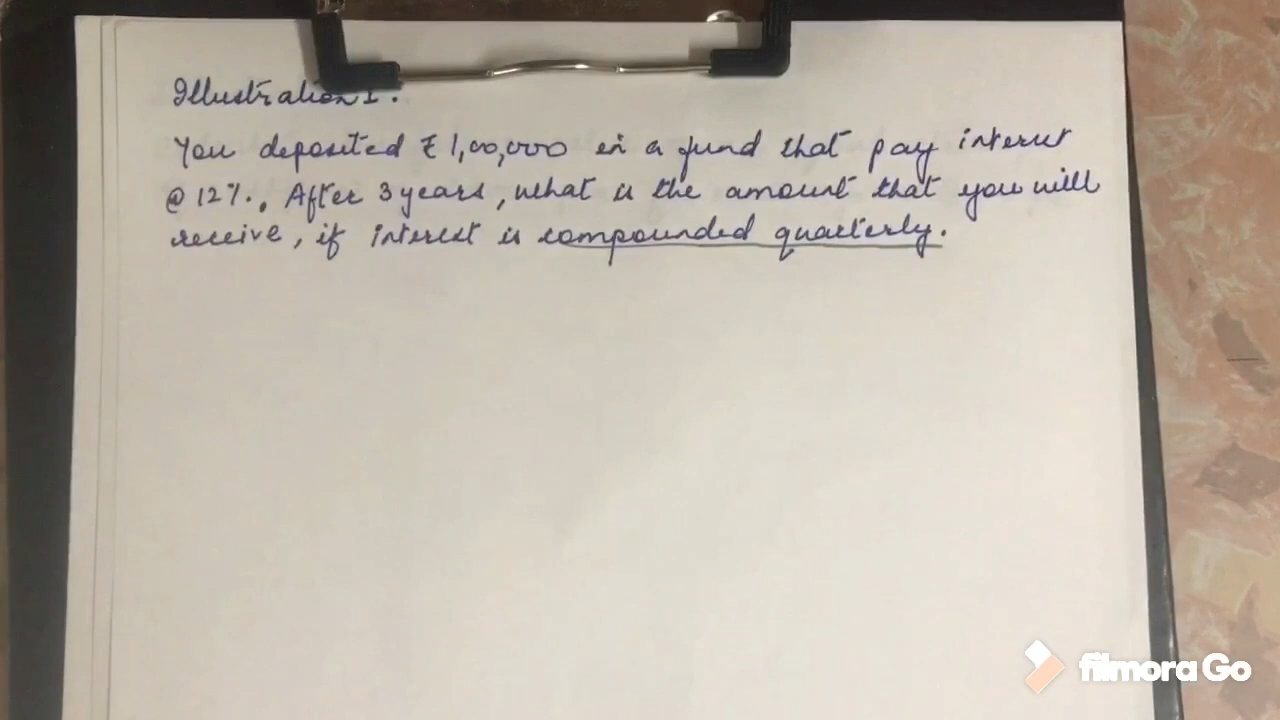 Illustration 1.
You deposited ₹ 1,00,000 in a fund that pay interest
@ 12%. After 3 years, what is the amount that you will
receive, if interest is compounded quarterly.
filmora Go